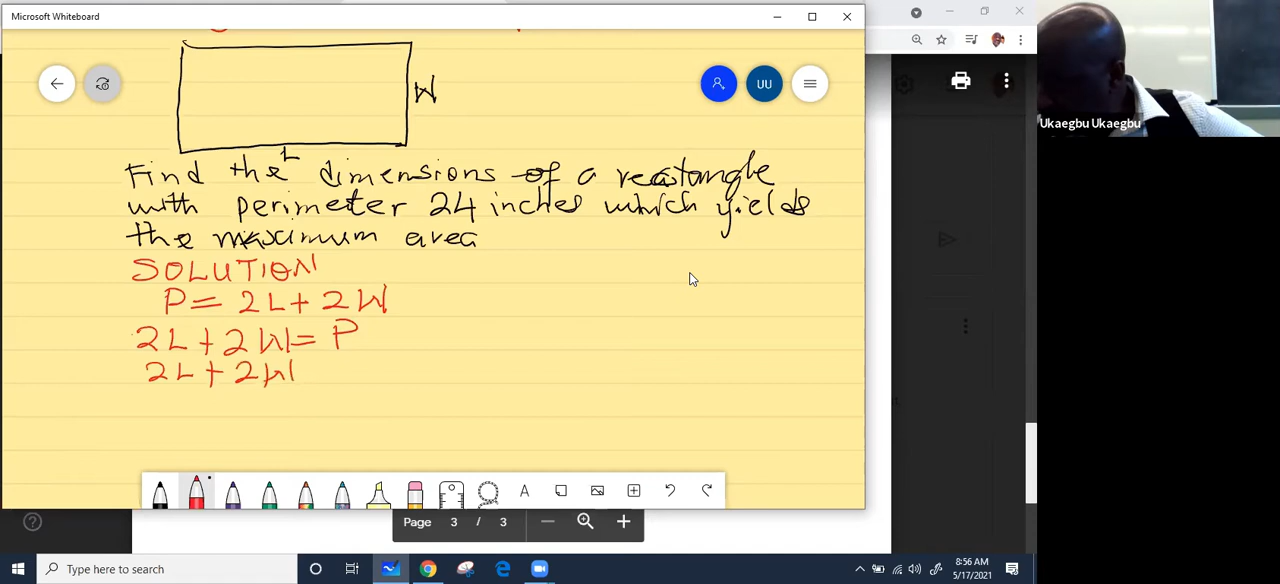 Microsoft Whiteboard
W
L
Find the dimensions of a rectangle
with perimeter 24 inches which yields
the maximum area
SOLUTION
P = 2L + 2W
2L + 2W = P
2L + 2W
UU
Ukaegbu Ukaegbu
A
Page 3 / 3
Type here to search
8:56 AM
5/17/2021